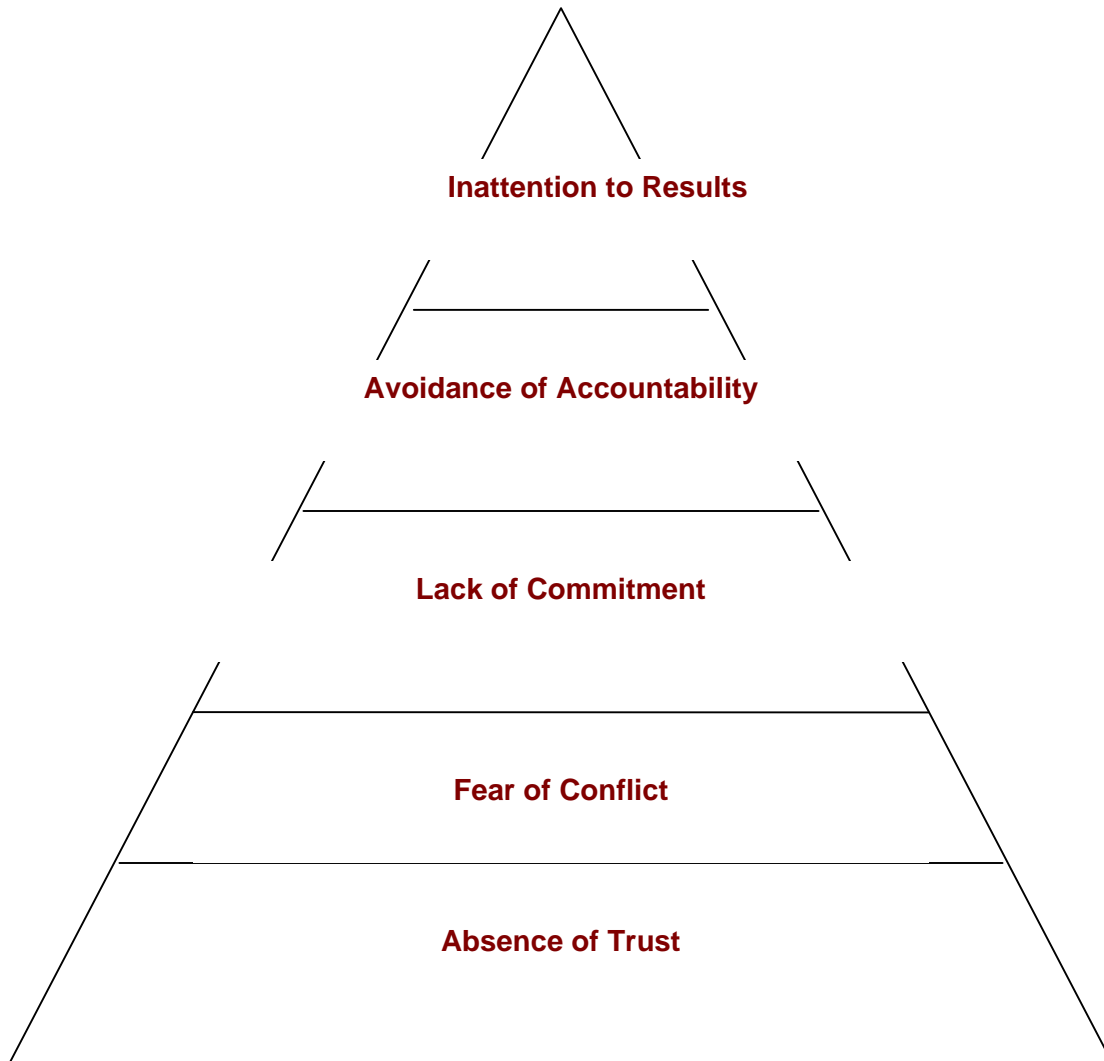 Inattention to Results
Avoidance of Accountability
Lack of Commitment
Fear of Conflict
Absence of Trust